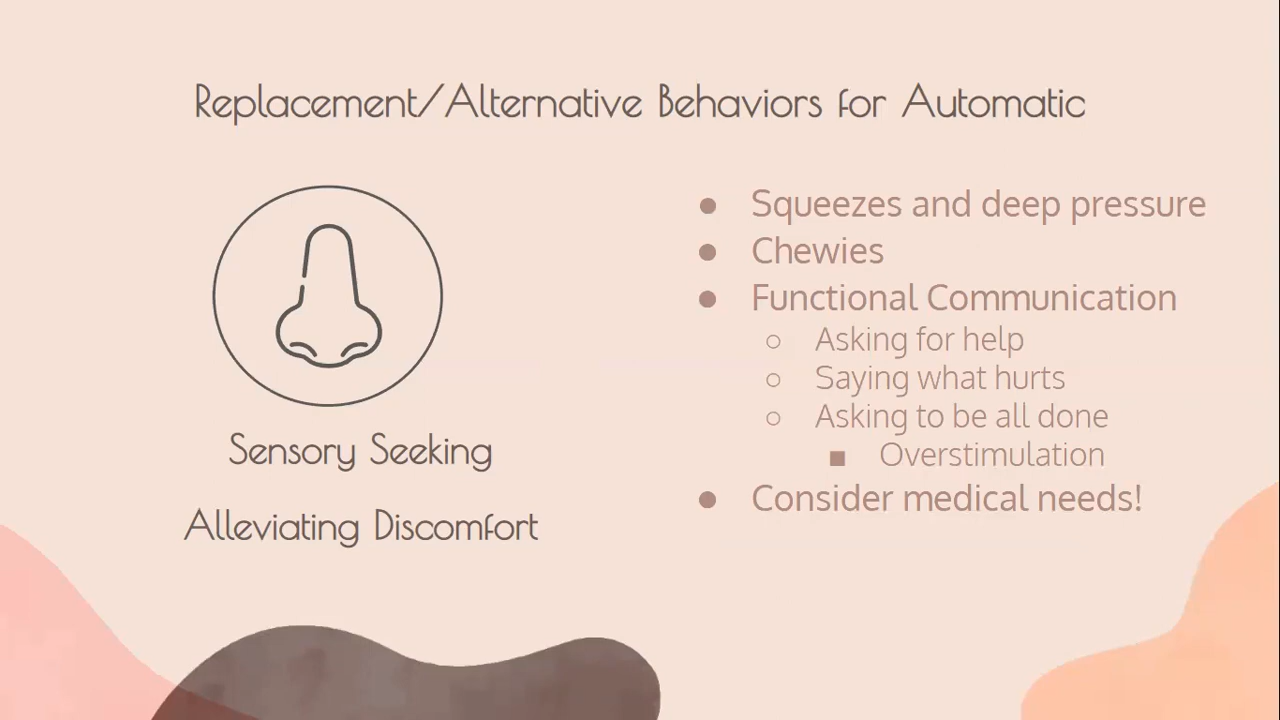 Replacement/Alternative Behaviors for Automatic
Sensory Seeking
Alleviating Discomfort
● Squeezes and deep pressure
● Chewies
● Functional Communication
○ Asking for help
○ Saying what hurts
○ Asking to be all done
■ Overstimulation
● Consider medical needs!